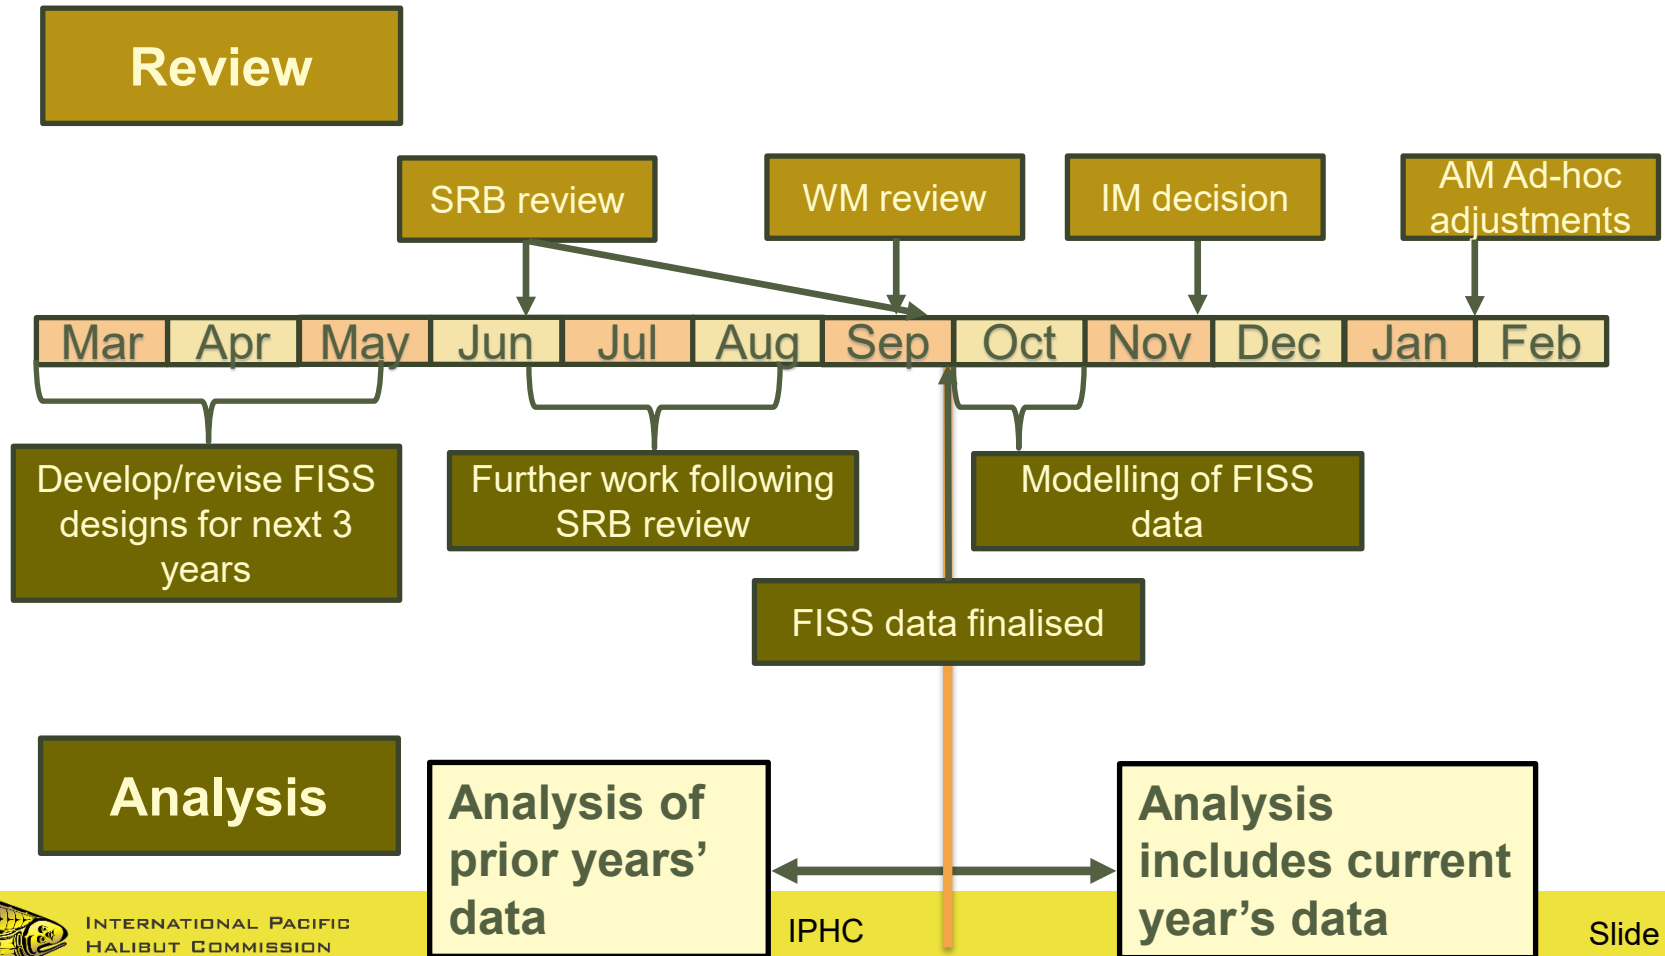 Review
SRB review
WM review
IM decision
AM Ad-hoc
adjustments
Mar Apr May Jun Jul Aug Sep Oct Nov Dec Jan Feb
Develop/revise FISS
designs for next 3
years
Further work following
SRB review
Modelling of FISS
data
FISS data finalised
Analysis
Analysis of
prior years’
data
Analysis
includes current
year’s data
INTERNATIONAL PACIFIC
HALIBUT COMMISSION
IPHC
Slide